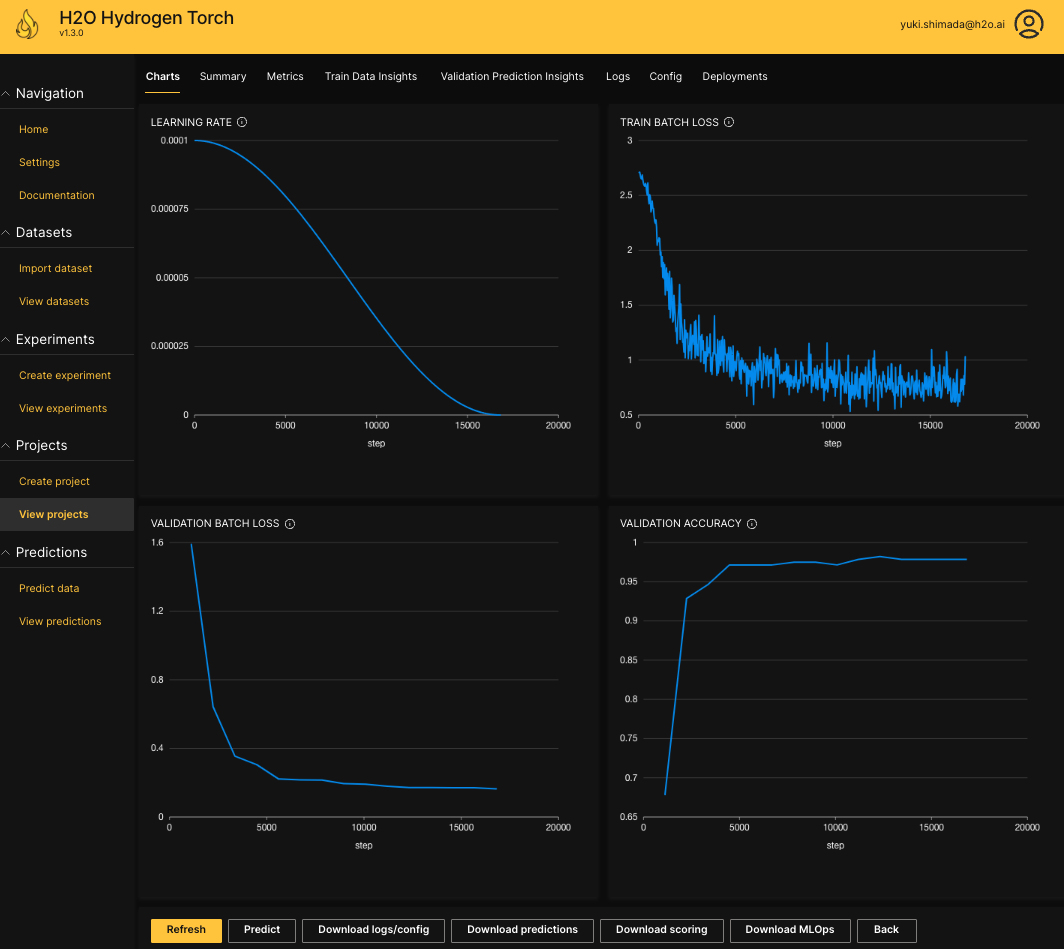 H2O Hydrogen Torch
v1.3.0
yuki.shimada@h2o.ai
Navigation
Home
Settings
Documentation
Datasets
Import dataset
View datasets
Experiments
Create experiment
View experiments
Projects
Create project
View projects
Predictions
Predict data
View predictions
Charts Summary Metrics Train Data Insights Validation Prediction Insights Logs Config Deployments
LEARNING RATE
0.0001
0.000075
0.00005
0.000025
0
0 5000 10000 15000 20000
step
TRAIN BATCH LOSS
3
2.5
2
1.5
1
0.5
0 5000 10000 15000 20000
step
VALIDATION BATCH LOSS
1.6
1.2
0.8
0.4
0
0 5000 10000 15000 20000
step
VALIDATION ACCURACY
1
0.95
0.9
0.85
0.8
0.75
0.7
0.65
0 5000 10000 15000 20000
step
Refresh Predict Download logs/config Download predictions Download scoring Download MLOps Back